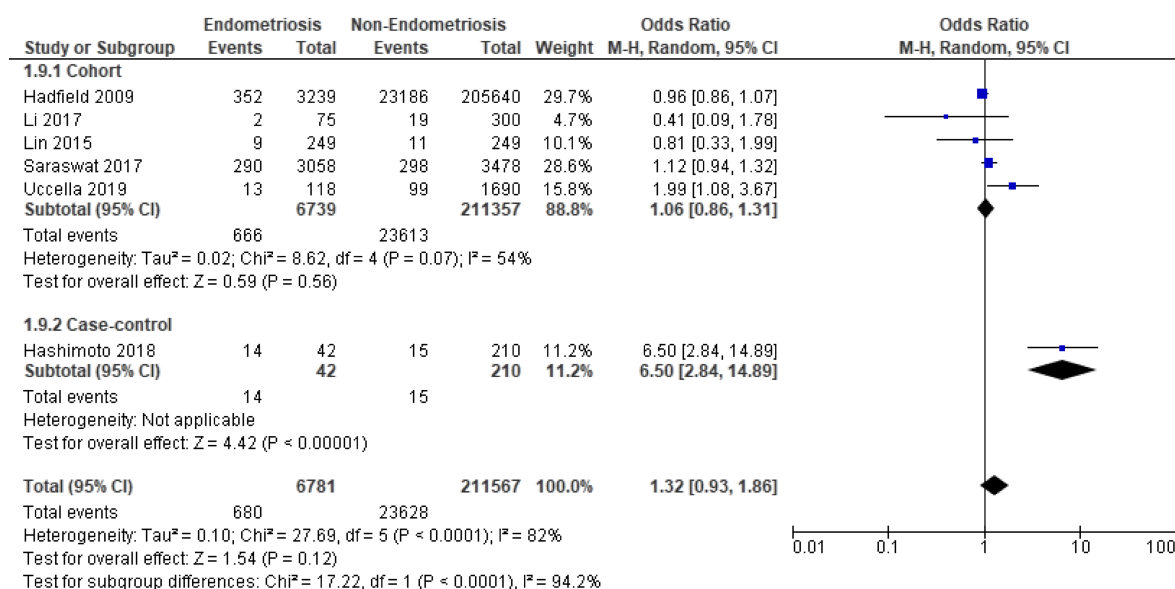 Endometriosis Non-Endometriosis Odds Ratio Odds Ratio
Study or Subgroup Events Total Events Total Weight M-H, Random, 95% CI M-H, Random, 95% CI
1.9.1 Cohort
Hadfield 2009 352 3239 23186 205640 29.7% 0.96 [0.86, 1.07]
Li 2017 2 75 19 300 4.7% 0.41 [0.09, 1.78]
Lin 2015 9 249 11 249 10.1% 0.81 [0.33, 1.99]
Saraswat 2017 290 3058 298 3478 28.6% 1.12 [0.94, 1.32]
Uccella 2019 13 118 99 1690 15.8% 1.99 [1.08, 3.67]
Subtotal (95% CI) 6739 211357 88.8% 1.06 [0.86, 1.31]
Total events 666 23613
Heterogeneity: Tau² = 0.02; Chi² = 8.62, df = 4 (P = 0.07); I² = 54%
Test for overall effect: Z = 0.59 (P = 0.56)
1.9.2 Case-control
Hashimoto 2018 14 42 15 210 11.2% 6.50 [2.84, 14.89]
Subtotal (95% CI) 42 210 11.2% 6.50 [2.84, 14.89]
Total events 14 15
Heterogeneity: Not applicable
Test for overall effect: Z = 4.42 (P < 0.00001)
Total (95% CI) 6781 211567 100.0% 1.32 [0.93, 1.86]
Total events 680 23628
Heterogeneity: Tau² = 0.10; Chi² = 27.69, df = 5 (P < 0.0001); I² = 82%
Test for overall effect: Z = 1.54 (P = 0.12)
Test for subgroup differences: Chi² = 17.22, df = 1 (P < 0.0001), I² = 94.2%
0.01 0.1 1 10 100